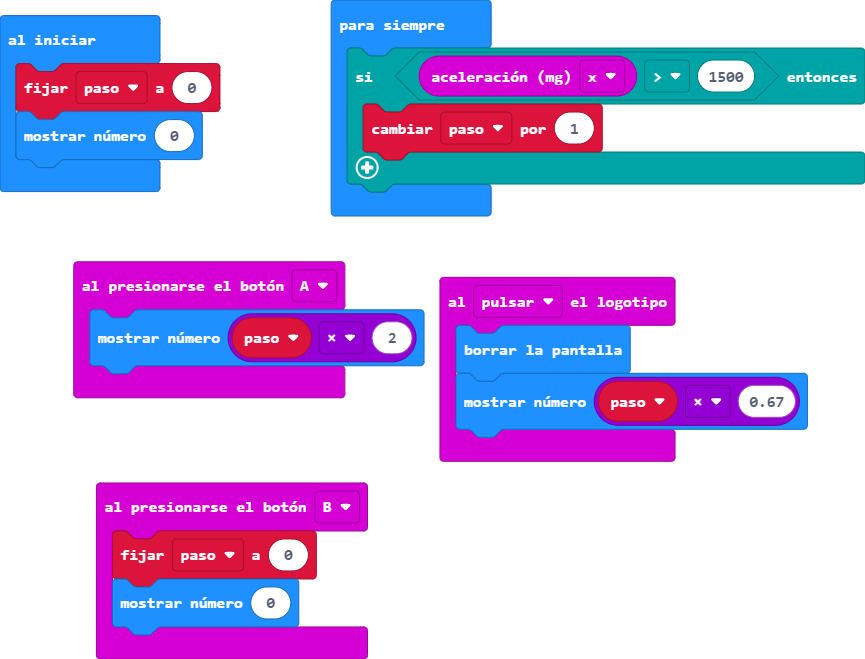 al iniciar
fijar paso a 0
mostrar número 0
para siempre
si aceleración (mg) x > 1500 entonces
cambiar paso por 1
al presionarse el botón A
mostrar número paso × 2
al pulsar el logotipo
borrar la pantalla
mostrar número paso × 0.67
al presionarse el botón B
fijar paso a 0
mostrar número 0